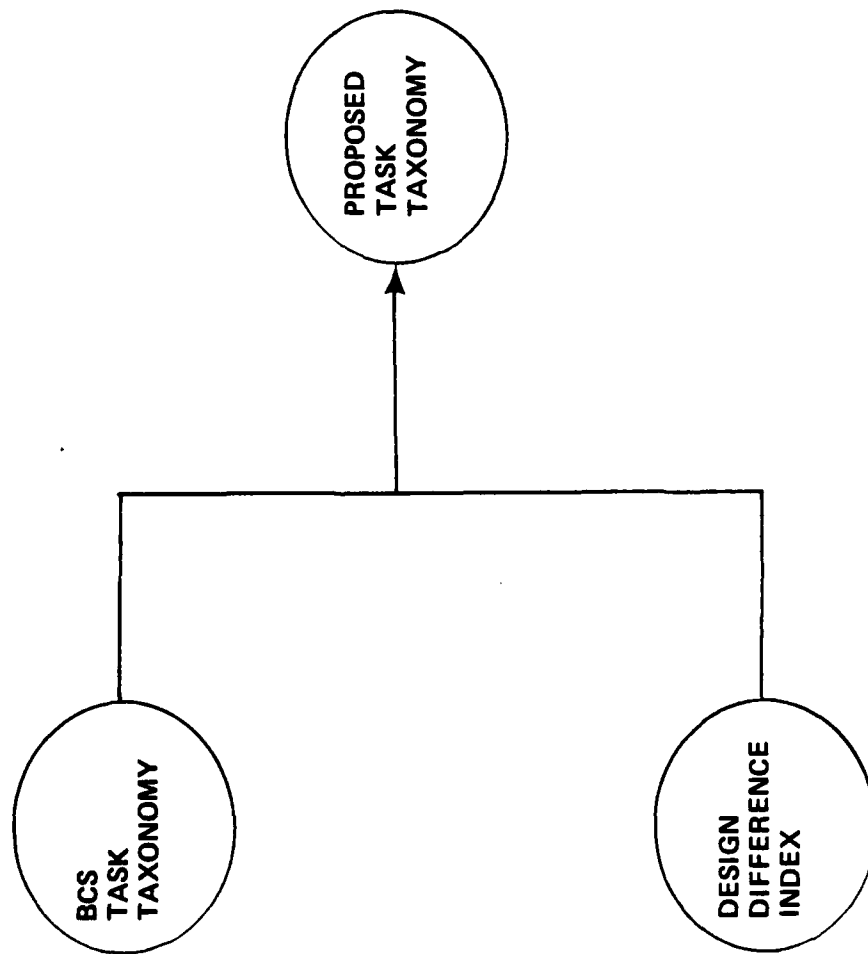 BCS
TASK
TAXONOMY
DESIGN
DIFFERENCE
INDEX
PROPOSED
TASK
TAXONOMY